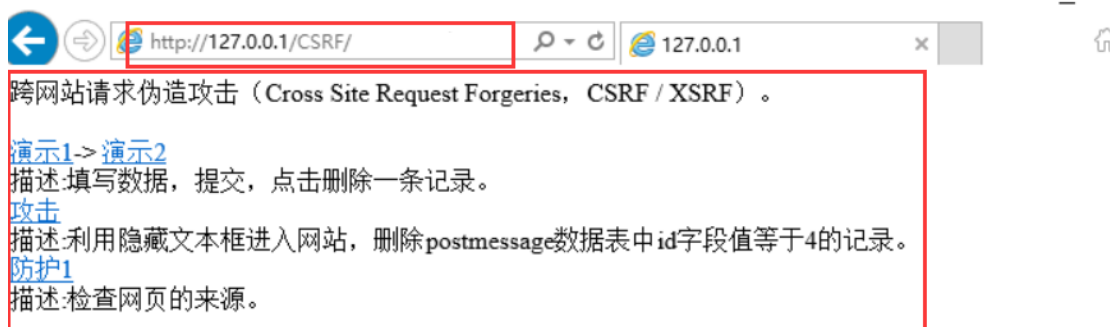 http://127.0.0.1/CSRF/
127.0.0.1
跨网站请求伪造攻击（Cross Site Request Forgeries，CSRF / XSRF）。
演示1-> 演示2
描述:填写数据，提交，点击删除一条记录。
攻击
描述:利用隐藏文本框进入网站，删除postmessage数据表中id字段值等于4的记录。
防护1
描述:检查网页的来源。